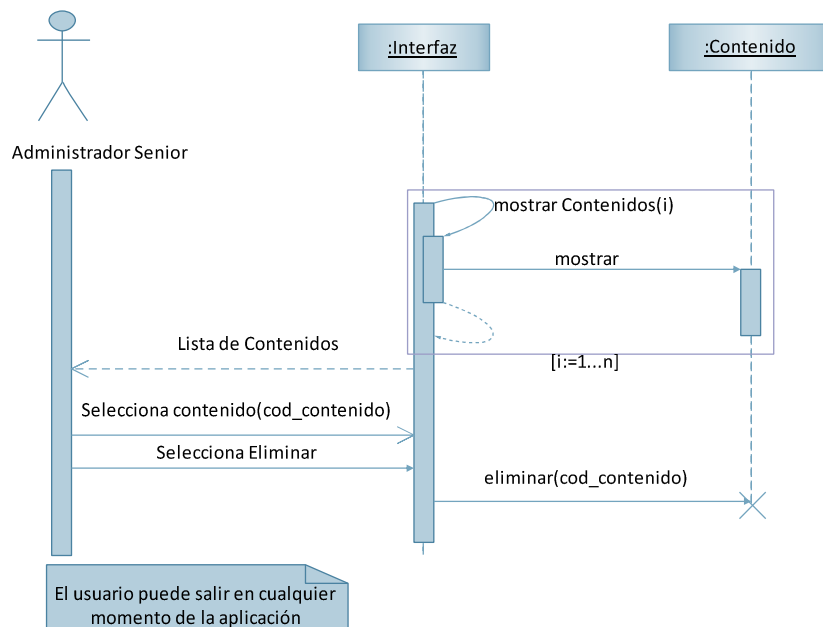 :Interfaz
:Contenido
Administrador Senior
mostrar Contenidos(i)
mostrar
Lista de Contenidos
[i:=1...n]
Selecciona contenido(cod_contenido)
Selecciona Eliminar
eliminar(cod_contenido)
El usuario puede salir en cualquier
momento de la aplicación